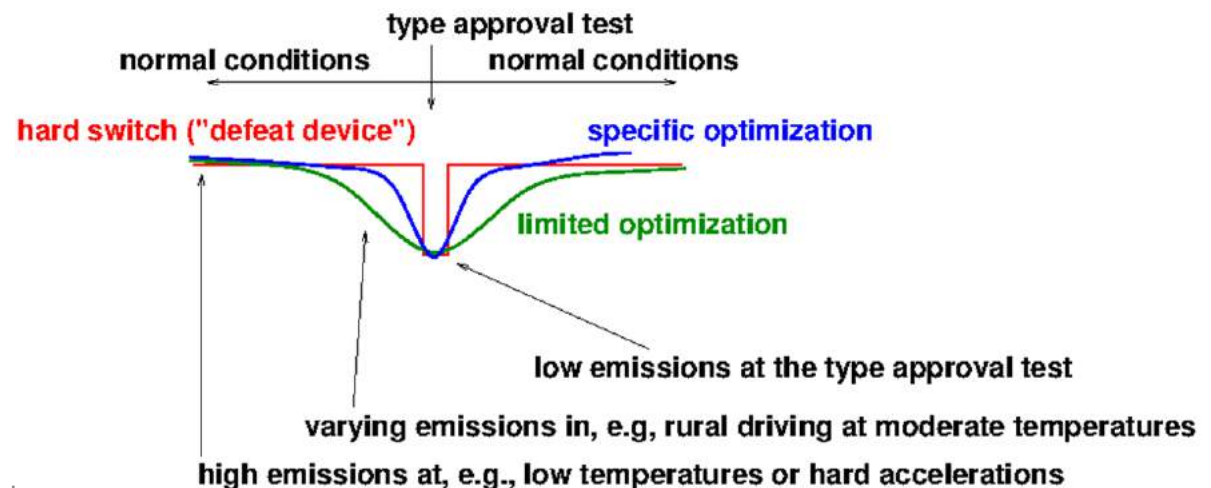 type approval test
normal conditions normal conditions
hard switch ("defeat device") specific optimization
limited optimization
low emissions at the type approval test
varying emissions in, e.g, rural driving at moderate temperatures
high emissions at, e.g., low temperatures or hard accelerations